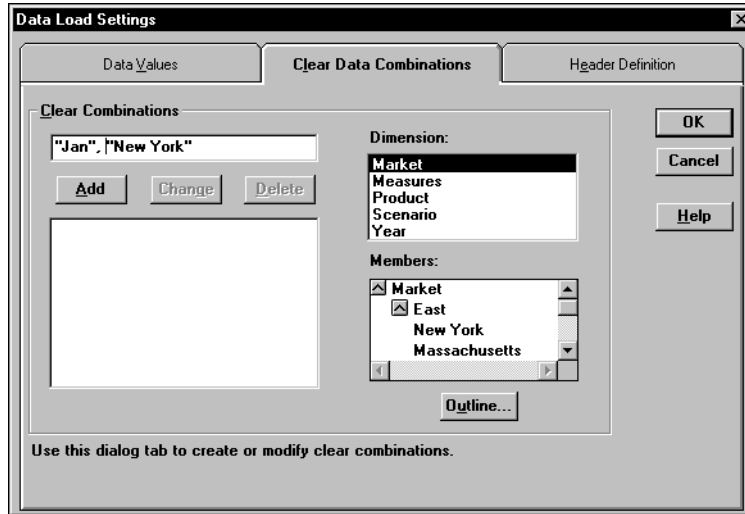 Data Load Settings
Data Values
Clear Data Combinations
Header Definition
Clear Combinations
"Jan", "New York"
Add
Change
Delete
Dimension:
Market
Measures
Product
Scenario
Year
Members:
Market
East
New York
Massachusetts
Outline...
OK
Cancel
Help
Use this dialog tab to create or modify clear combinations.